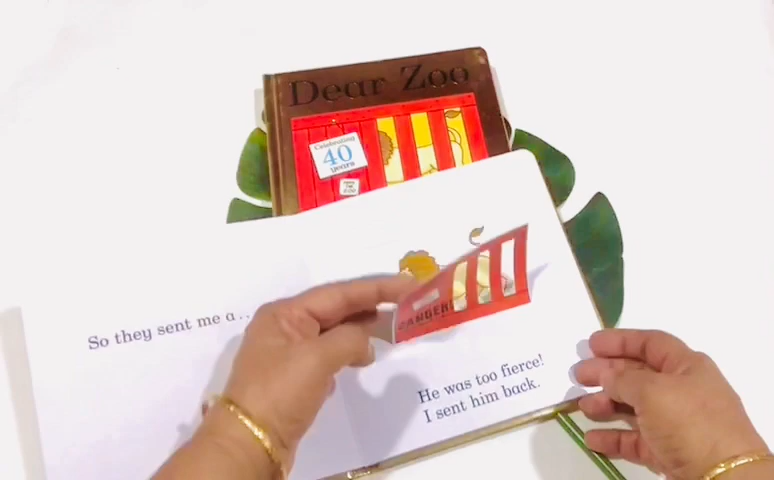 Dear Zoo
Celebrating
40
years
So they sent me a...
DANGER!
He was too fierce!
I sent him back.